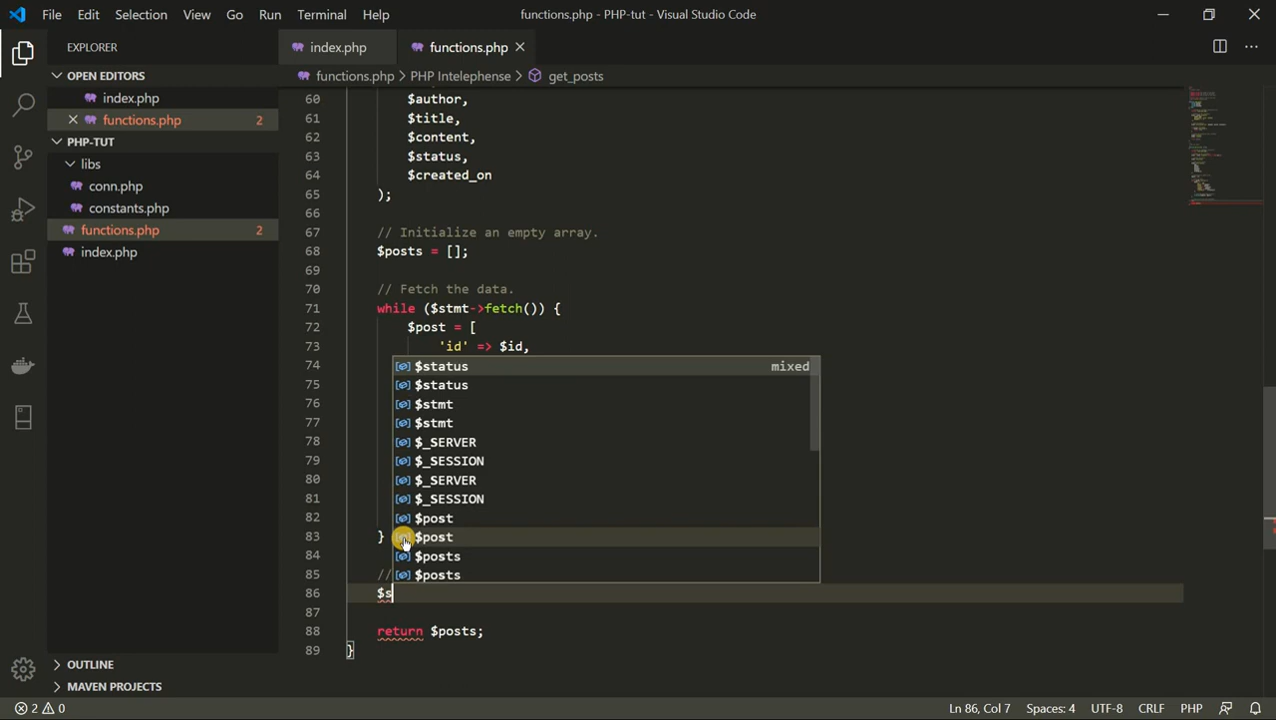 File Edit Selection View Go Run Terminal Help functions.php - PHP-tut - Visual Studio Code
EXPLORER
OPEN EDITORS
index.php
functions.php 2
PHP-TUT
libs
conn.php
constants.php
functions.php 2
index.php
OUTLINE
MAVEN PROJECTS
index.php functions.php
functions.php > PHP Intelephense > get_posts
60 $author,
61 $title,
62 $content,
63 $status,
64 $created_on
65 );
66
67 // Initialize an empty array.
68 $posts = [];
69
70 // Fetch the data.
71 while ($stmt->fetch()) {
72 $post = [
73 'id' => $id,
74 $status mixed
75 $status
76 $stmt
77 $stmt
78 $_SERVER
79 $_SESSION
80 $_SERVER
81 $_SESSION
82 $post
83 } $post
84 $posts
85 // $posts
86 $s
87
88 return $posts;
89 }
2 0 Ln 86, Col 7 Spaces: 4 UTF-8 CRLF PHP